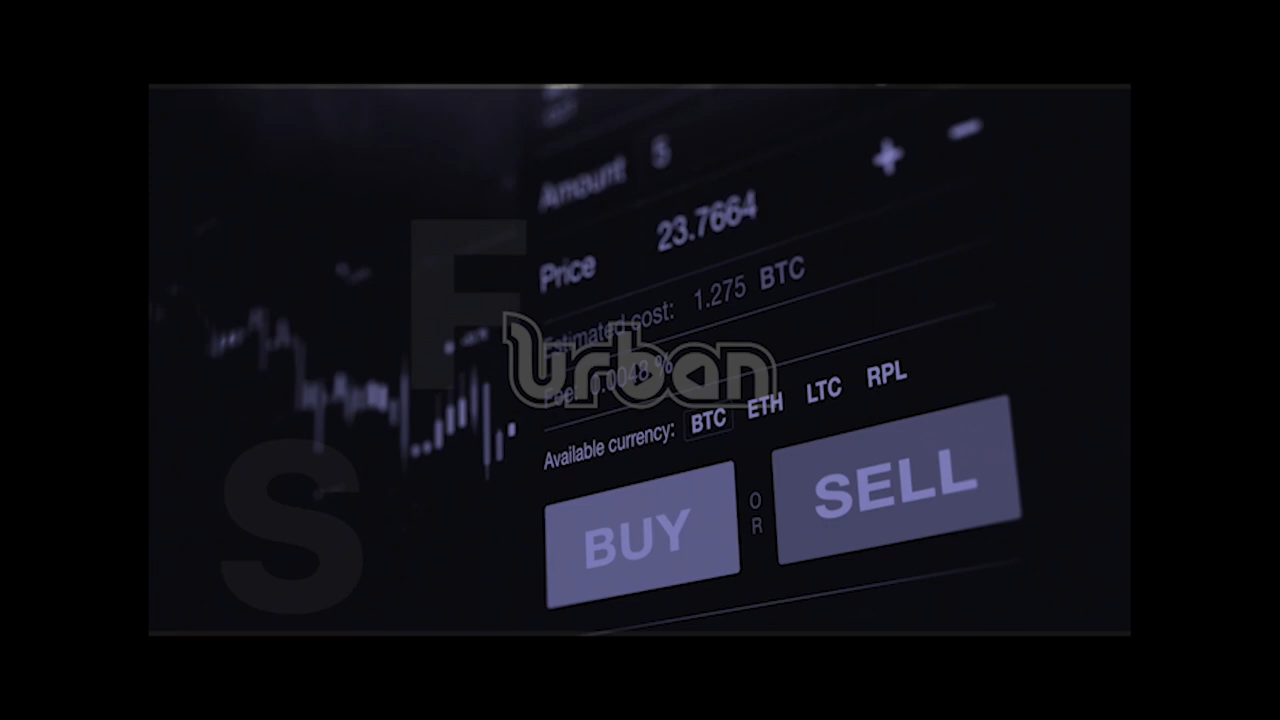 Amount 5
+ -
Price 23.7664
Estimated cost: 1.275 BTC
Fee: 0.0048 %
Urban
Available currency: BTC ETH LTC RPL
BUY
OR
SELL
F
S